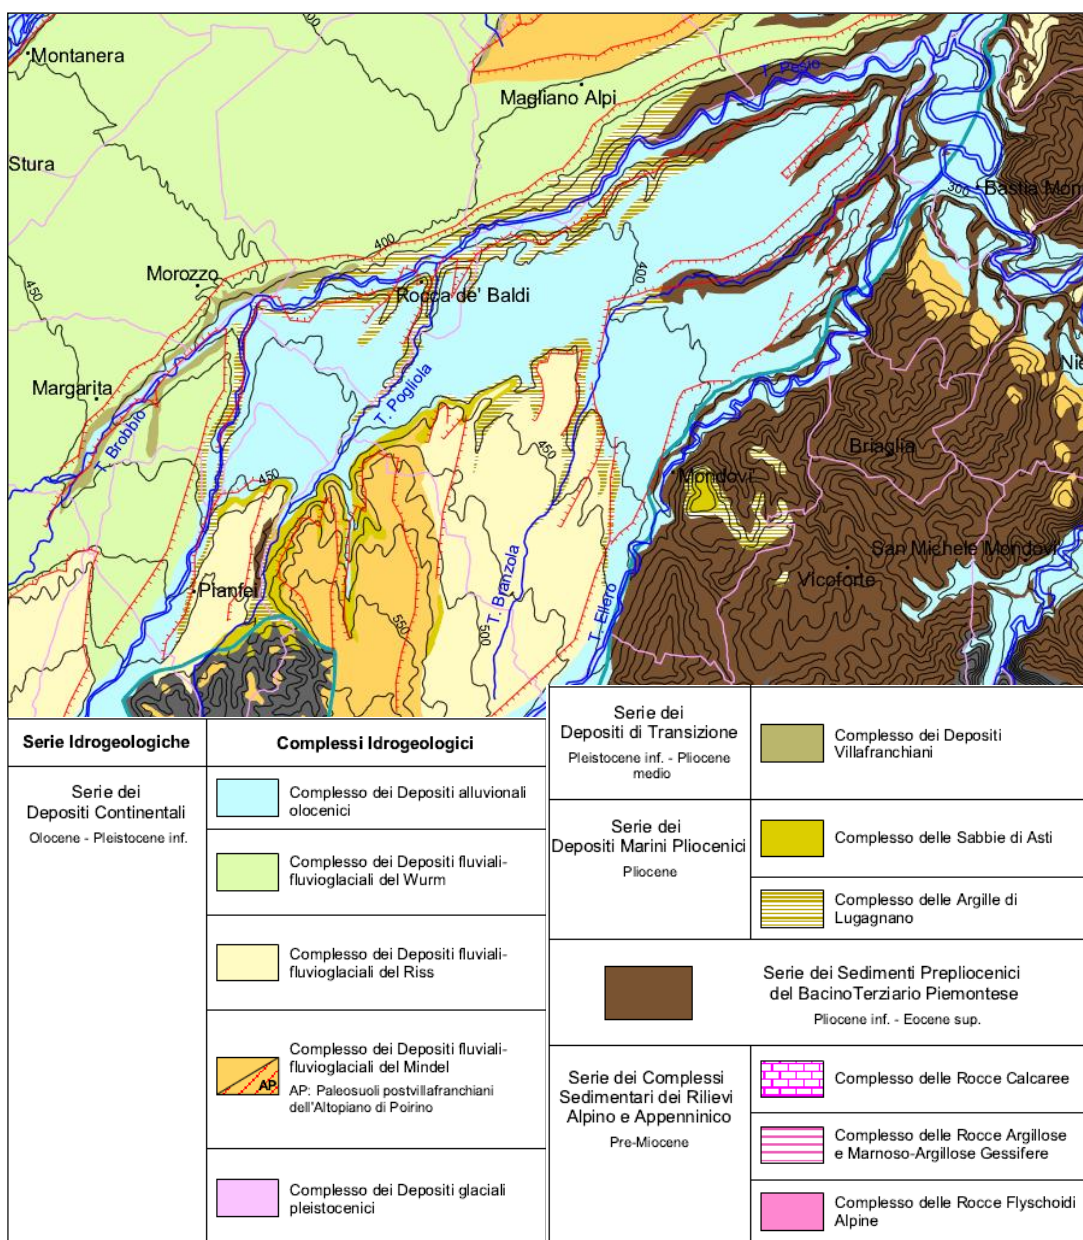 Montanera
T. Pesio
Magliano Alpi
Stura
300
Bastia Mon
400
400
Morozzo
450
Rocca de' Baldi
Nie
Margarita
T. Pogliola
T. Brobbio
450
450
Briaglia
Mondovi'
San Michele Mondovi'
Vicoforte
Pianfei
T. Branzola
T. Ellero
550
500
Serie Idrogeologiche
Complessi Idrogeologici
Serie dei
Depositi Continentali
Olocene - Pleistocene inf.
Complesso dei Depositi alluvionali
olocenici
Complesso dei Depositi fluviali-
fluvioglaciali del Wurm
Complesso dei Depositi fluviali-
fluvioglaciali del Riss
AP
Complesso dei Depositi fluviali-
fluvioglaciali del Mindel
AP: Paleosuoli postvillafranchiani
dell'Altopiano di Poirino
Complesso dei Depositi glaciali
pleistocenici
Serie dei
Depositi di Transizione
Pleistocene inf. - Pliocene
medio
Complesso dei Depositi
Villafranchiani
Serie dei
Depositi Marini Pliocenici
Pliocene
Complesso delle Sabbie di Asti
Complesso delle Argille di
Lugagnano
Serie dei Sedimenti Prepliocenici
del BacinoTerziario Piemontese
Pliocene inf. - Eocene sup.
Serie dei Complessi
Sedimentari dei Rilievi
Alpino e Appenninico
Pre-Miocene
Complesso delle Rocce Calcaree
Complesso delle Rocce Argillose
e Marnoso-Argillose Gessifere
Complesso delle Rocce Flyschoidi
Alpine